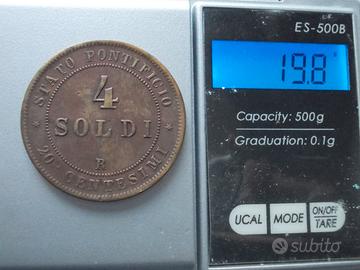 STATO PONTIFICIO
4
SOLDI
R
20 CENTESIMI
ES-500B
19.8
Capacity: 500g
Graduation: 0.1g
UCAL
MODE
ON/OFF
TARE
subito